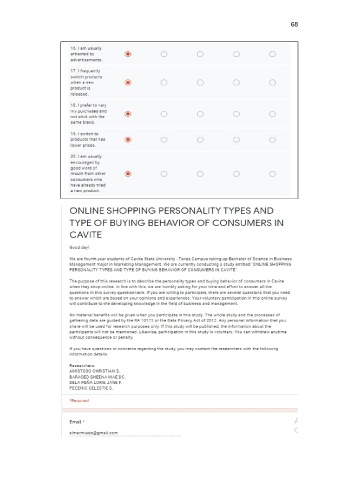 68
16. I am usually
attracted to
advertisements.
17. I frequently
switch products
when a new
product is
released.
18. I prefer to vary
my purchases and
not stick with the
same brand.
19. I switch to
products that has
lower prices.
20. I am usually
encouraged by
good word of
mouth from other
consumers who
have already tried
a new product.
ONLINE SHOPPING PERSONALITY TYPES AND
TYPE OF BUYING BEHAVIOR OF CONSUMERS IN
CAVITE
Good day!
We are fourth year students of Cavite State University - Tanza Campus taking up Bachelor of Science in Business
Management major in Marketing Management. We are currently conducting a study entitled "ONLINE SHOPPING
PERSONALITY TYPES AND TYPE OF BUYING BEHAVIOR OF CONSUMERS IN CAVITE".
The purpose of this research is to describe the personality types and buying behavior of consumers in Cavite
when they shop online. In line with this, we are humbly asking for your time and effort to answer all the
questions in this survey questionnaire. If you are willing to participate, there are several questions that you need
to answer which are based on your opinions and experiences. Your voluntary participation in this online survey
will contribute to the developing knowledge in the field of business and management.
No material benefits will be given when you participate in this study. The whole study and the processes of
gathering data are guided by the RA 10173 or the Data Privacy Act of 2012. Any personal information that you
share will be used for research purposes only. If this study will be published, the information about the
participants will not be mentioned. Likewise, participation in this study is voluntary. You can withdraw anytime
without consequence or penalty.
If you have questions or concerns regarding the study, you may contact the researchers with the following
information details:
Researchers:
CHRISTIAN S.
SHEENA MAE
DELA PEÑA LORIE JANE P.
CELESTIE G.
*Required
Email *